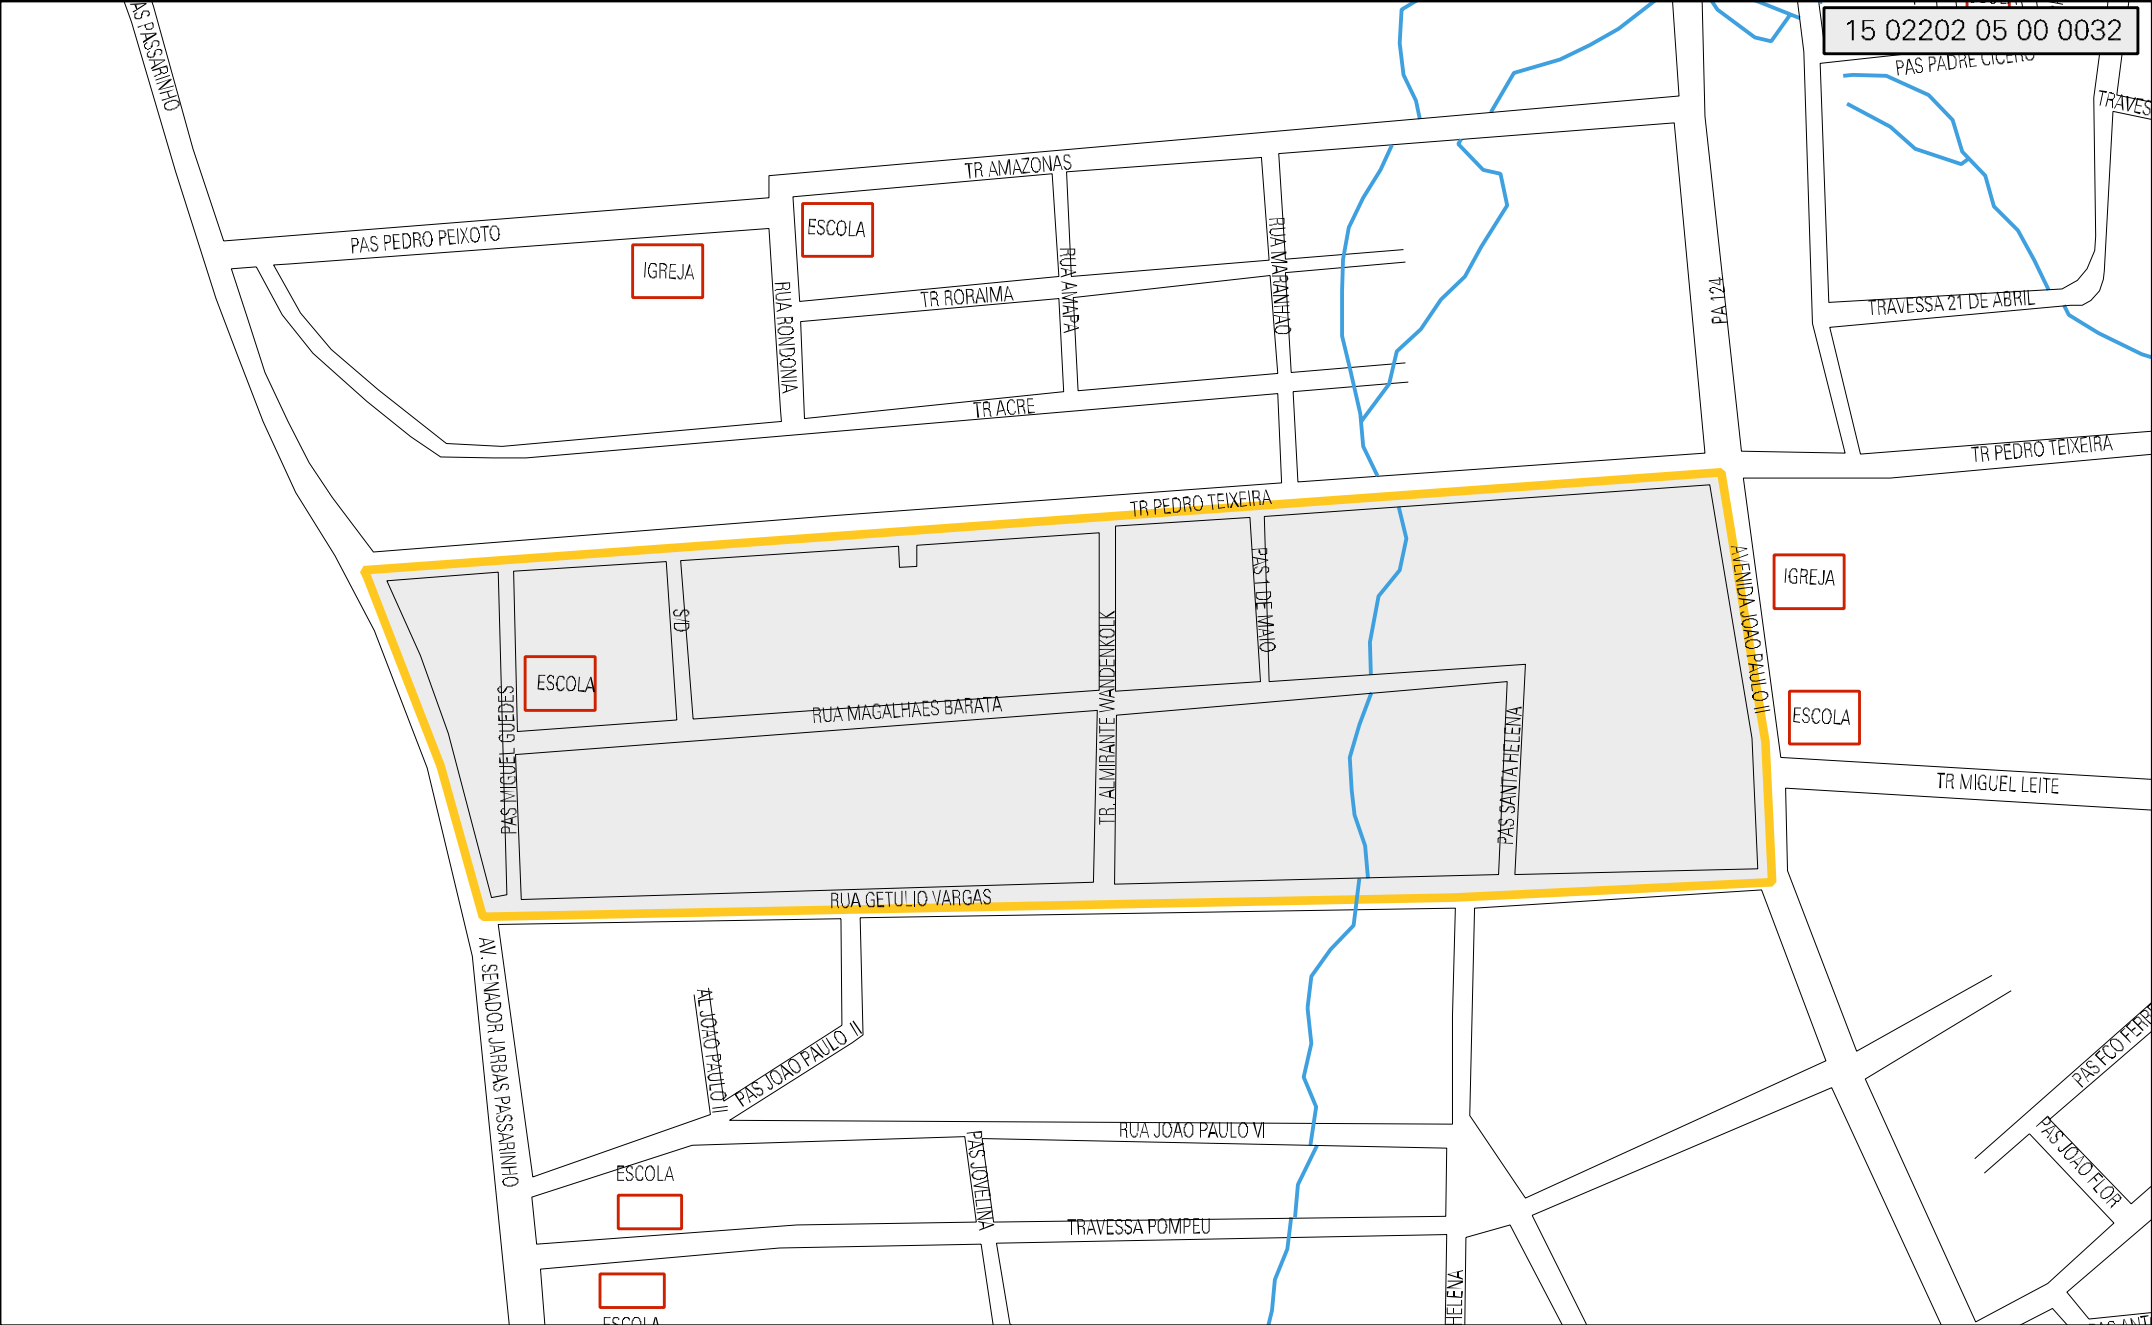 15 02202 05 00 0032
PAS PADRE CICERO
TRAVES
AS PASSARINHO
TR AMAZONAS
PAS PEDRO PEIXOTO
ESCOLA
IGREJA
RUA RONDONIA
TR RORAIMA
RUA AMAPA
RUA MARANHAO
PA 124
TRAVESSA 21 DE ABRIL
TR ACRE
TR PEDRO TEIXEIRA
TR PEDRO TEIXEIRA
S/D
PAS 1 DE MAIO
AVENIDA JOAO PAULO II
IGREJA
ESCOLA
ESCOLA
PAS MIGUEL GUEDES
RUA MAGALHAES BARATA
TR. ALMIRANTE WANDENKOLK
PAS SANTA HELENA
TR MIGUEL LEITE
RUA GETULIO VARGAS
AV. SENADOR JARBAS PASSARINHO
AL JOAO PAULO II
PAS JOAO PAULO II
RUA JOAO PAULO VI
PAS FCO FERRE
PAS JOAO FLOR
ESCOLA
PAS JOVELINA
TRAVESSA POMPEU
HELENA
ESCOLA
PAS ANT